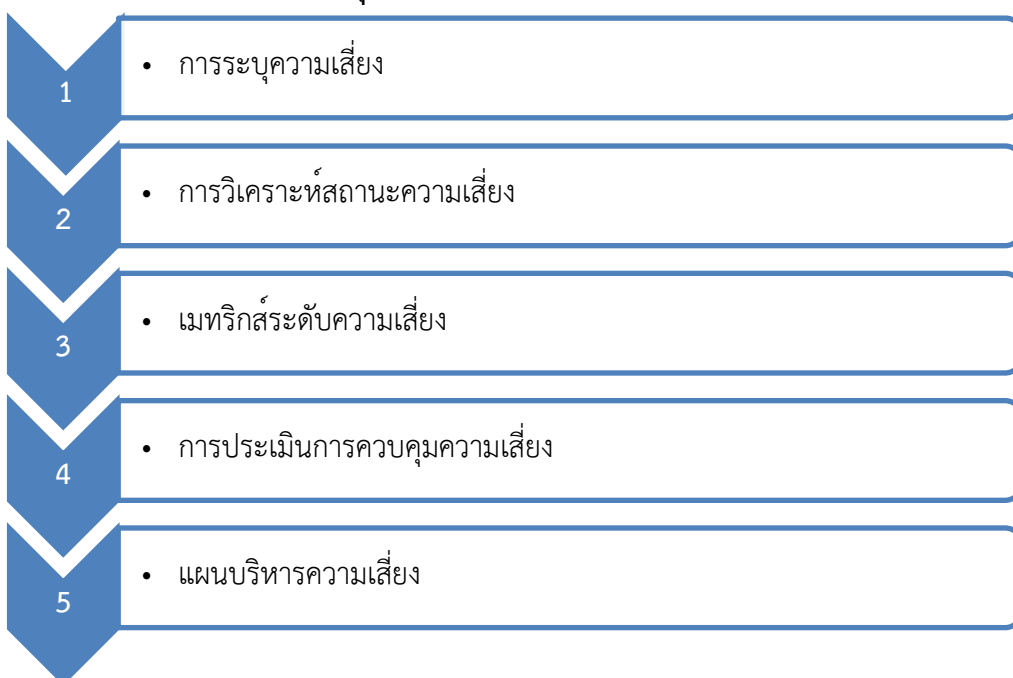 1
• การระบุความเสี่ยง
2
• การวิเคราะห์สถานะความเสี่ยง
3
• เมทริกส์ระดับความเสี่ยง
4
• การประเมินการควบคุมความเสี่ยง
5
• แผนบริหารความเสี่ยง